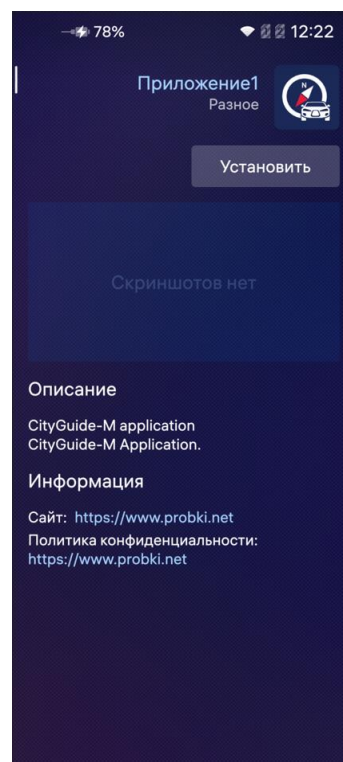 78%
12:22
Приложение1
Разное
N
Установить
Скриншотов нет
Описание
CityGuide-M application
CityGuide-M Application.
Информация
Сайт: https://www.probki.net
Политика конфиденциальности:
https://www.probki.net